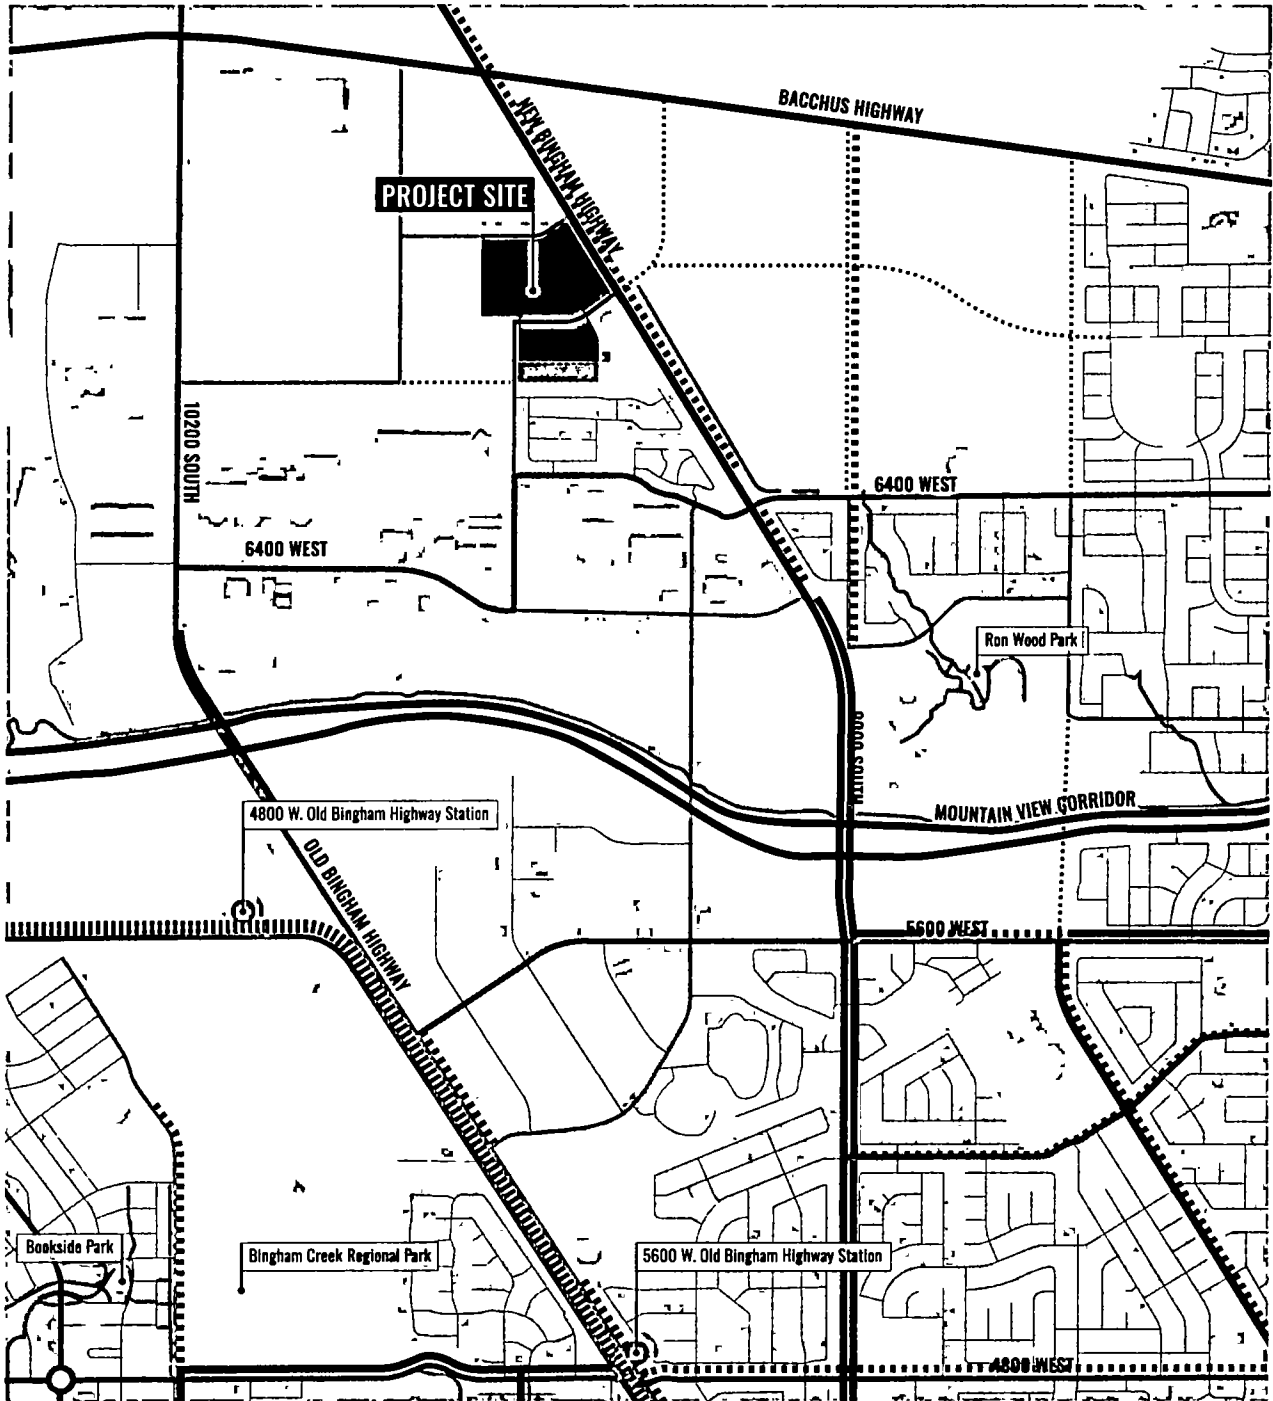 BACCHUS HIGHWAY
NEW BINGHAM HIGHWAY
PROJECT SITE
10200 SOUTH
6400 WEST
6400 WEST
Ron Wood Park
9000 SOUTH
MOUNTAIN VIEW CORRIDOR
4800 W. Old Bingham Highway Station
OLD BINGHAM HIGHWAY
5600 WEST
Bookside Park
Bingham Creek Regional Park
5600 W. Old Bingham Highway Station
4800 WEST